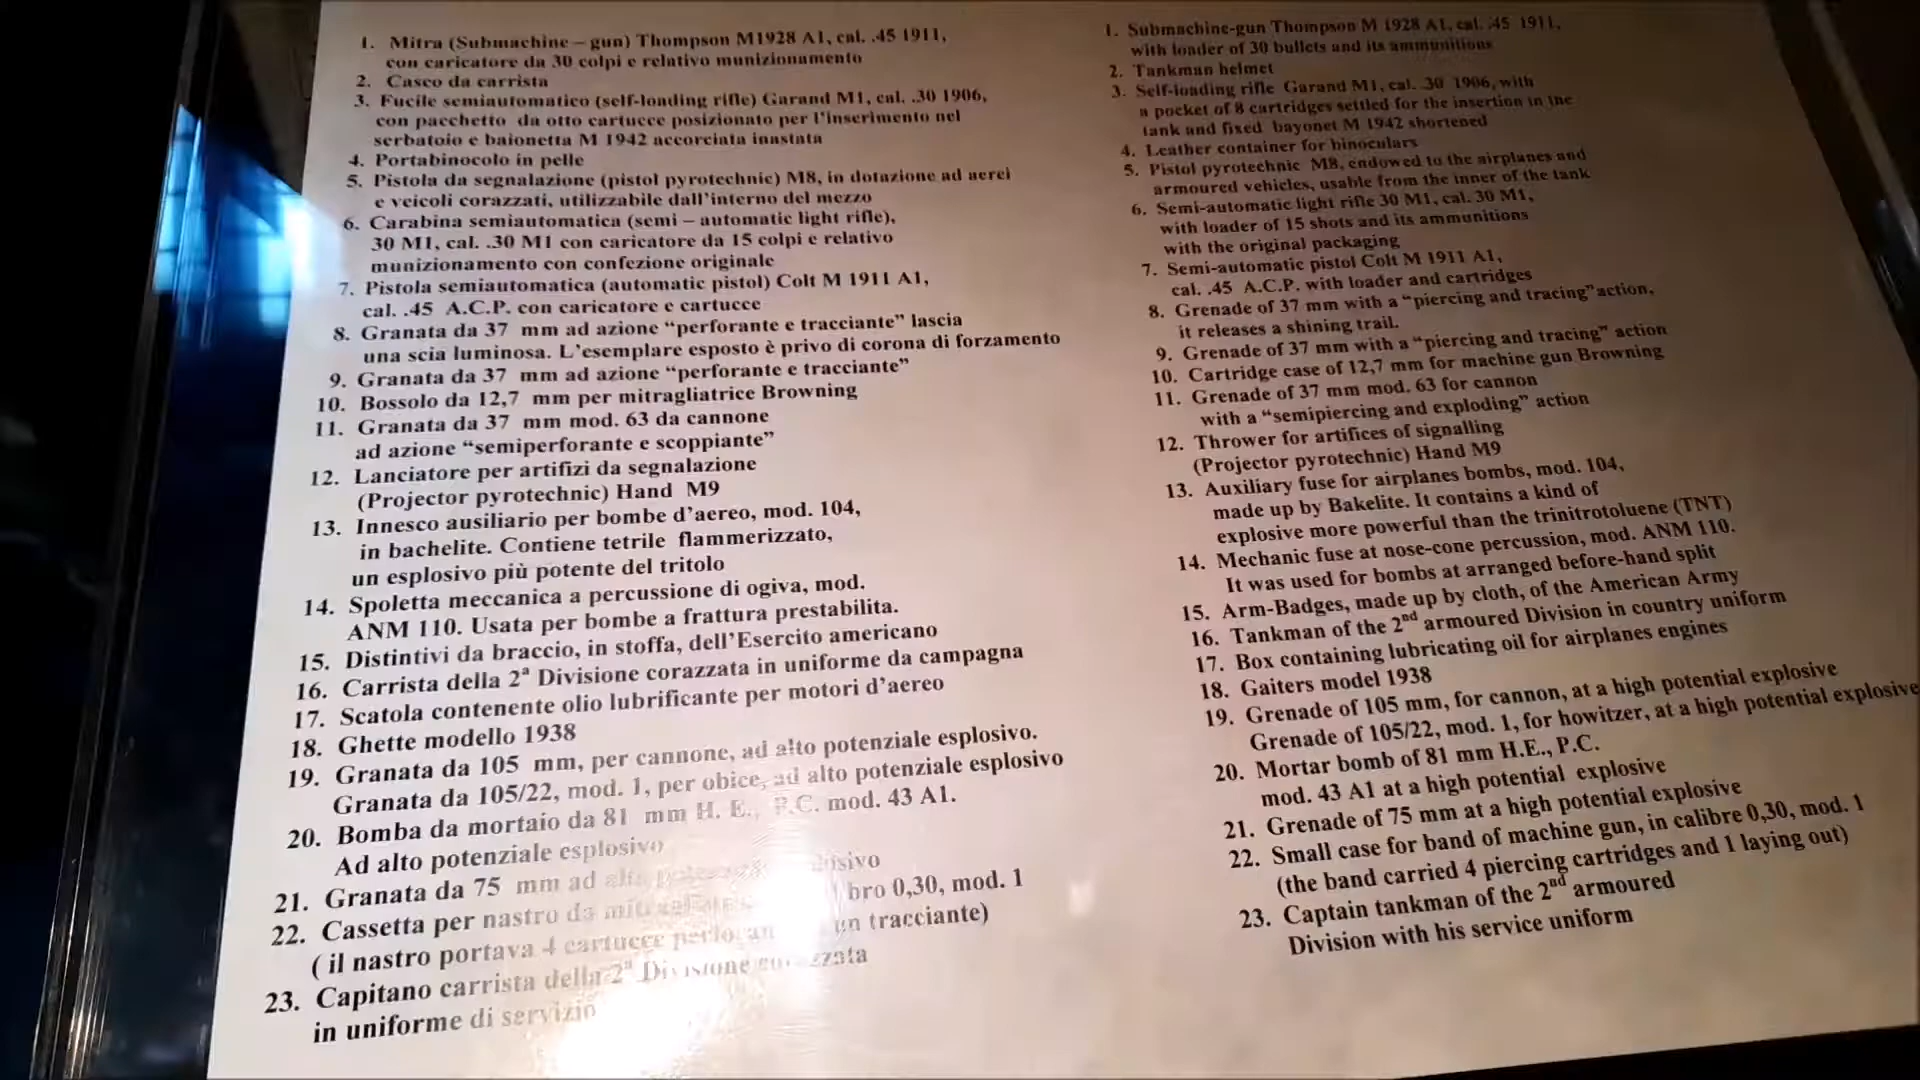 1. Mitra (Submachine – gun) Thompson M1928 A1, cal. .45 1911,
con caricatore da 30 colpi e relativo munizionamento
2. Casco da carrista
3. Fucile semiautomatico (self-loading rifle) Garand M1, cal. .30 1906,
con pacchetto da otto cartucce posizionato per l'inserimento nel
serbatoio e baionetta M 1942 accorciata inastata
4. Portabinocolo in pelle
5. Pistola da segnalazione (pistol pyrotechnic) M8, in dotazione ad aerei
e veicoli corazzati, utilizzabile dall'interno del mezzo
6. Carabina semiautomatica (semi – automatic light rifle),
30 M1, cal. .30 M1 con caricatore da 15 colpi e relativo
munizionamento con confezione originale
7. Pistola semiautomatica (automatic pistol) Colt M 1911 A1,
cal. .45 A.C.P. con caricatore e cartucce
8. Granata da 37 mm ad azione “perforante e tracciante” lascia
una scia luminosa. L'esemplare esposto è privo di corona di forzamento
9. Granata da 37 mm ad azione “perforante e tracciante”
10. Bossolo da 12,7 mm per mitragliatrice Browning
11. Granata da 37 mm mod. 63 da cannone
ad azione “semiperforante e scoppiante”
12. Lanciatore per artifizi da segnalazione
(Projector pyrotechnic) Hand M9
13. Innesco ausiliario per bombe d'aereo, mod. 104,
in bachelite. Contiene tetrile flammerizzato,
un esplosivo più potente del tritolo
14. Spoletta meccanica a percussione di ogiva, mod.
ANM 110. Usata per bombe a frattura prestabilita.
15. Distintivi da braccio, in stoffa, dell'Esercito americano
16. Carrista della 2ª Divisione corazzata in uniforme da campagna
17. Scatola contenente olio lubrificante per motori d'aereo
18. Ghette modello 1938
19. Granata da 105 mm, per cannone, ad alto potenziale esplosivo.
Granata da 105/22, mod. 1, per obice, ad alto potenziale esplosivo
20. Bomba da mortaio da 81 mm H. E., P.C. mod. 43 A1.
Ad alto potenziale esplosivo
21. Granata da 75 mm ad alto
22. Cassetta per nastro da 0,30, mod. 1
( il nastro portava 4 cartucce un tracciante)
23. Capitano carrista della 2ª Divisione corazzata
in uniforme di servizio
1. Submachine-gun Thompson M 1928 A1, cal. .45 1911,
with loader of 30 bullets and its ammunitions
2. Tankman helmet
3. Self-loading rifle Garand M1, cal. .30 1906, with
a pocket of 8 cartridges settled for the insertion in the
tank and fixed bayonet M 1942 shortened
4. Leather container for binoculars
5. Pistol pyrotechnic M8, endowed to the airplanes and
armoured vehicles, usable from the inner of the tank
6. Semi-automatic light rifle 30 M1, cal. 30 M1,
with loader of 15 shots and its ammunitions
with the original packaging
7. Semi-automatic pistol Colt M 1911 A1,
cal. .45 A.C.P. with loader and cartridges
8. Grenade of 37 mm with a “piercing and tracing” action,
it releases a shining trail.
9. Grenade of 37 mm with a “piercing and tracing” action
10. Cartridge case of 12,7 mm for machine gun Browning
11. Grenade of 37 mm mod. 63 for cannon
with a “semipiercing and exploding” action
12. Thrower for artifices of signalling
(Projector pyrotechnic) Hand M9
13. Auxiliary fuse for airplanes bombs, mod. 104,
made up by Bakelite. It contains a kind of
explosive more powerful than the trinitrotoluene (TNT)
14. Mechanic fuse at nose-cone percussion, mod. ANM 110.
It was used for bombs at arranged before-hand split
15. Arm-Badges, made up by cloth, of the American Army
16. Tankman of the 2nd armoured Division in country uniform
17. Box containing lubricating oil for airplanes engines
18. Gaiters model 1938
19. Grenade of 105 mm, for cannon, at a high potential explosive
Grenade of 105/22, mod. 1, for howitzer, at a high potential explosive
20. Mortar bomb of 81 mm H.E., P.C.
mod. 43 A1 at a high potential explosive
21. Grenade of 75 mm at a high potential explosive
22. Small case for band of machine gun, in calibre 0,30, mod. 1
(the band carried 4 piercing cartridges and 1 laying out)
23. Captain tankman of the 2nd armoured
Division with his service uniform